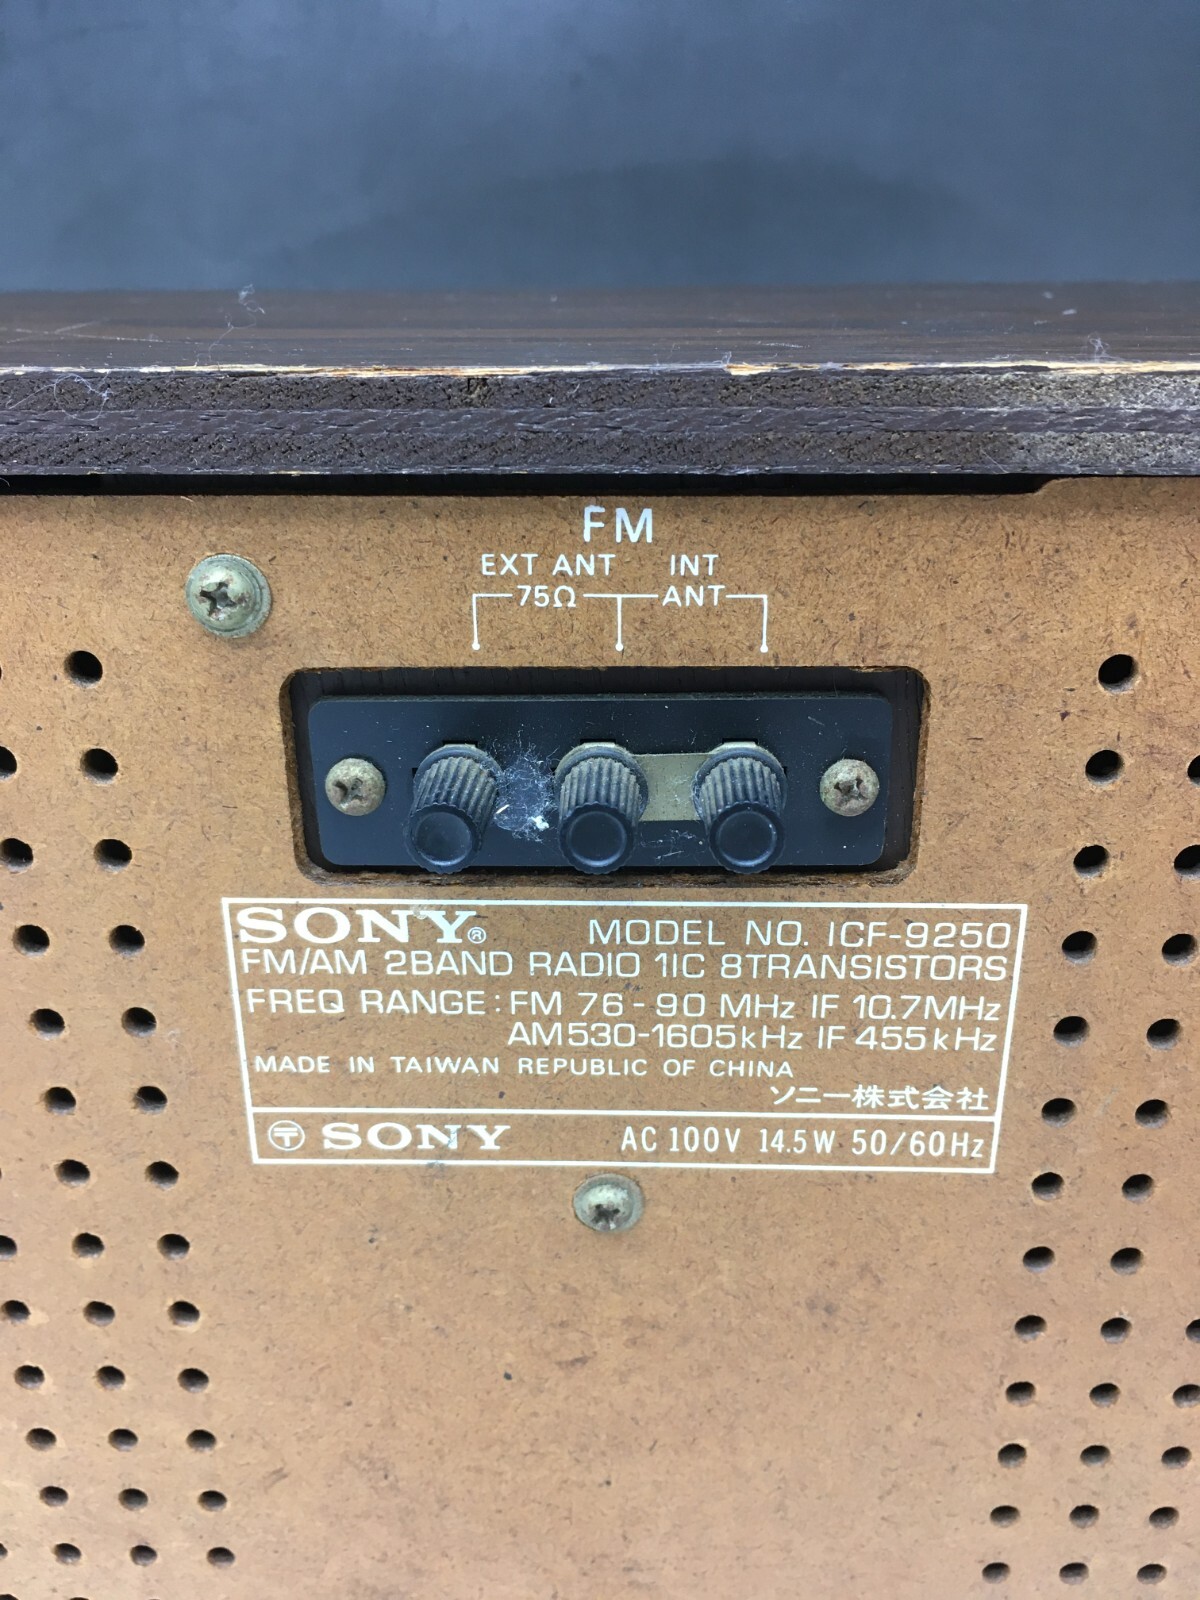 FM
EXT ANT INT
75Ω ANT
SONY® MODEL NO. ICF-9250
FM/AM 2BAND RADIO 1IC 8TRANSISTORS
FREQ RANGE: FM 76-90 MHz IF 10.7MHz
AM530-1605kHz IF 455kHz
MADE IN TAIWAN REPUBLIC OF CHINA
ソニー株式会社
〶 SONY AC 100V 14.5W 50/60Hz